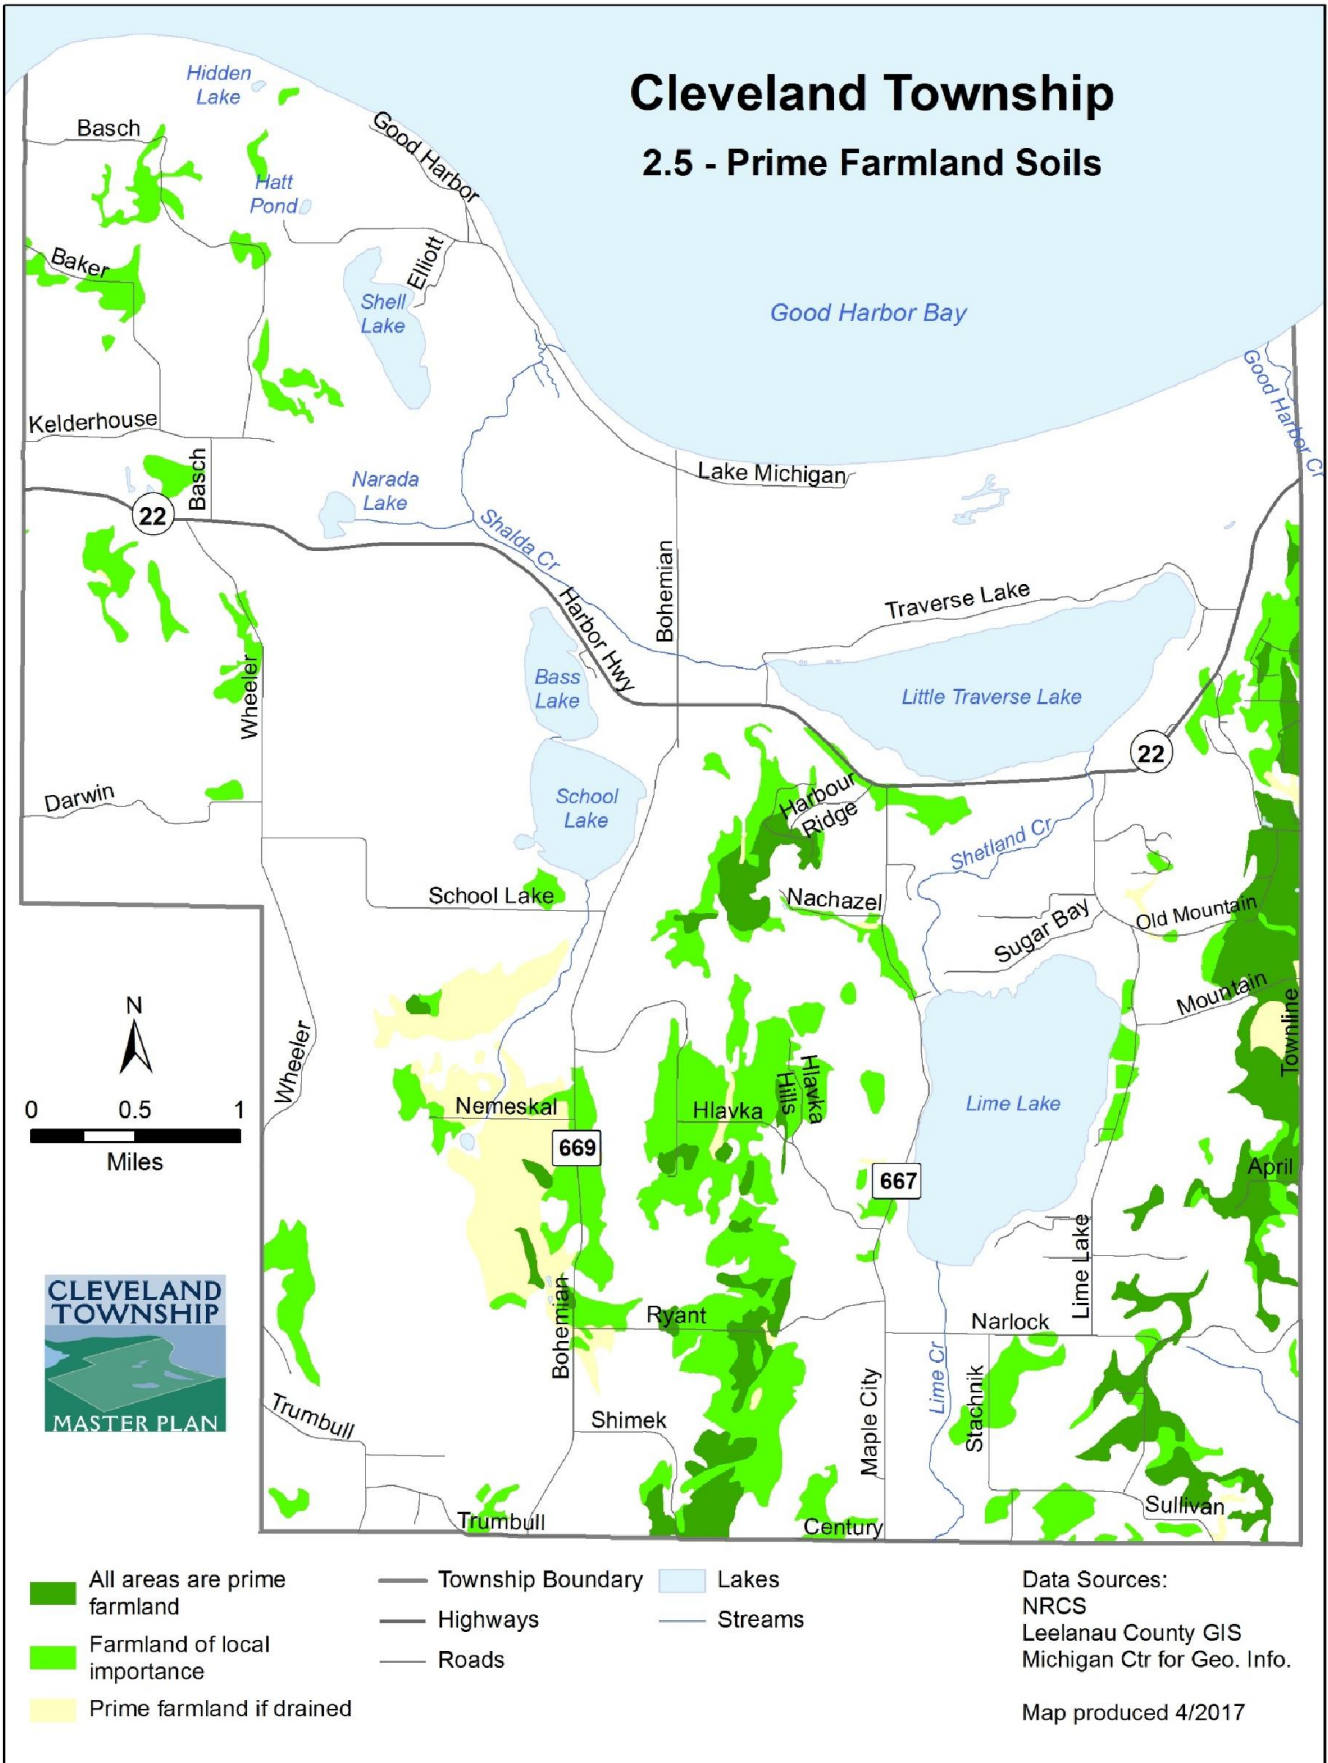 Cleveland Township
2.5 - Prime Farmland Soils
Hidden
Lake
Basch
Good Harbor
Hatt
Pond
Elliott
Baker
Shell
Lake
Good Harbor Bay
Good Harbor Cr
Kelderhouse
Basch
Lake Michigan
Narada
Lake
22
Shalda Cr
Bohemian
Harbor Hwy
Traverse Lake
Wheeler
Bass
Lake
Little Traverse Lake
22
Darwin
School
Lake
Harbour
Ridge
Shetland Cr
School Lake
Nachazel
Sugar Bay
Old Mountain
Mountain
Townline
N
Wheeler
0 0.5 1
Miles
Nemeskal
Hlavka
Hlavka
Hills
Lime Lake
669
667
April
Lime Lake
CLEVELAND
TOWNSHIP
MASTER PLAN
Bohemian
Ryant
Narlock
Lime Cr
Stachnik
Maple City
Trumbull
Shimek
Trumbull
Century
Sullivan
All areas are prime
farmland
Farmland of local
importance
Prime farmland if drained
Township Boundary
Highways
Roads
Lakes
Streams
Data Sources:
NRCS
Leelanau County GIS
Michigan Ctr for Geo. Info.
Map produced 4/2017